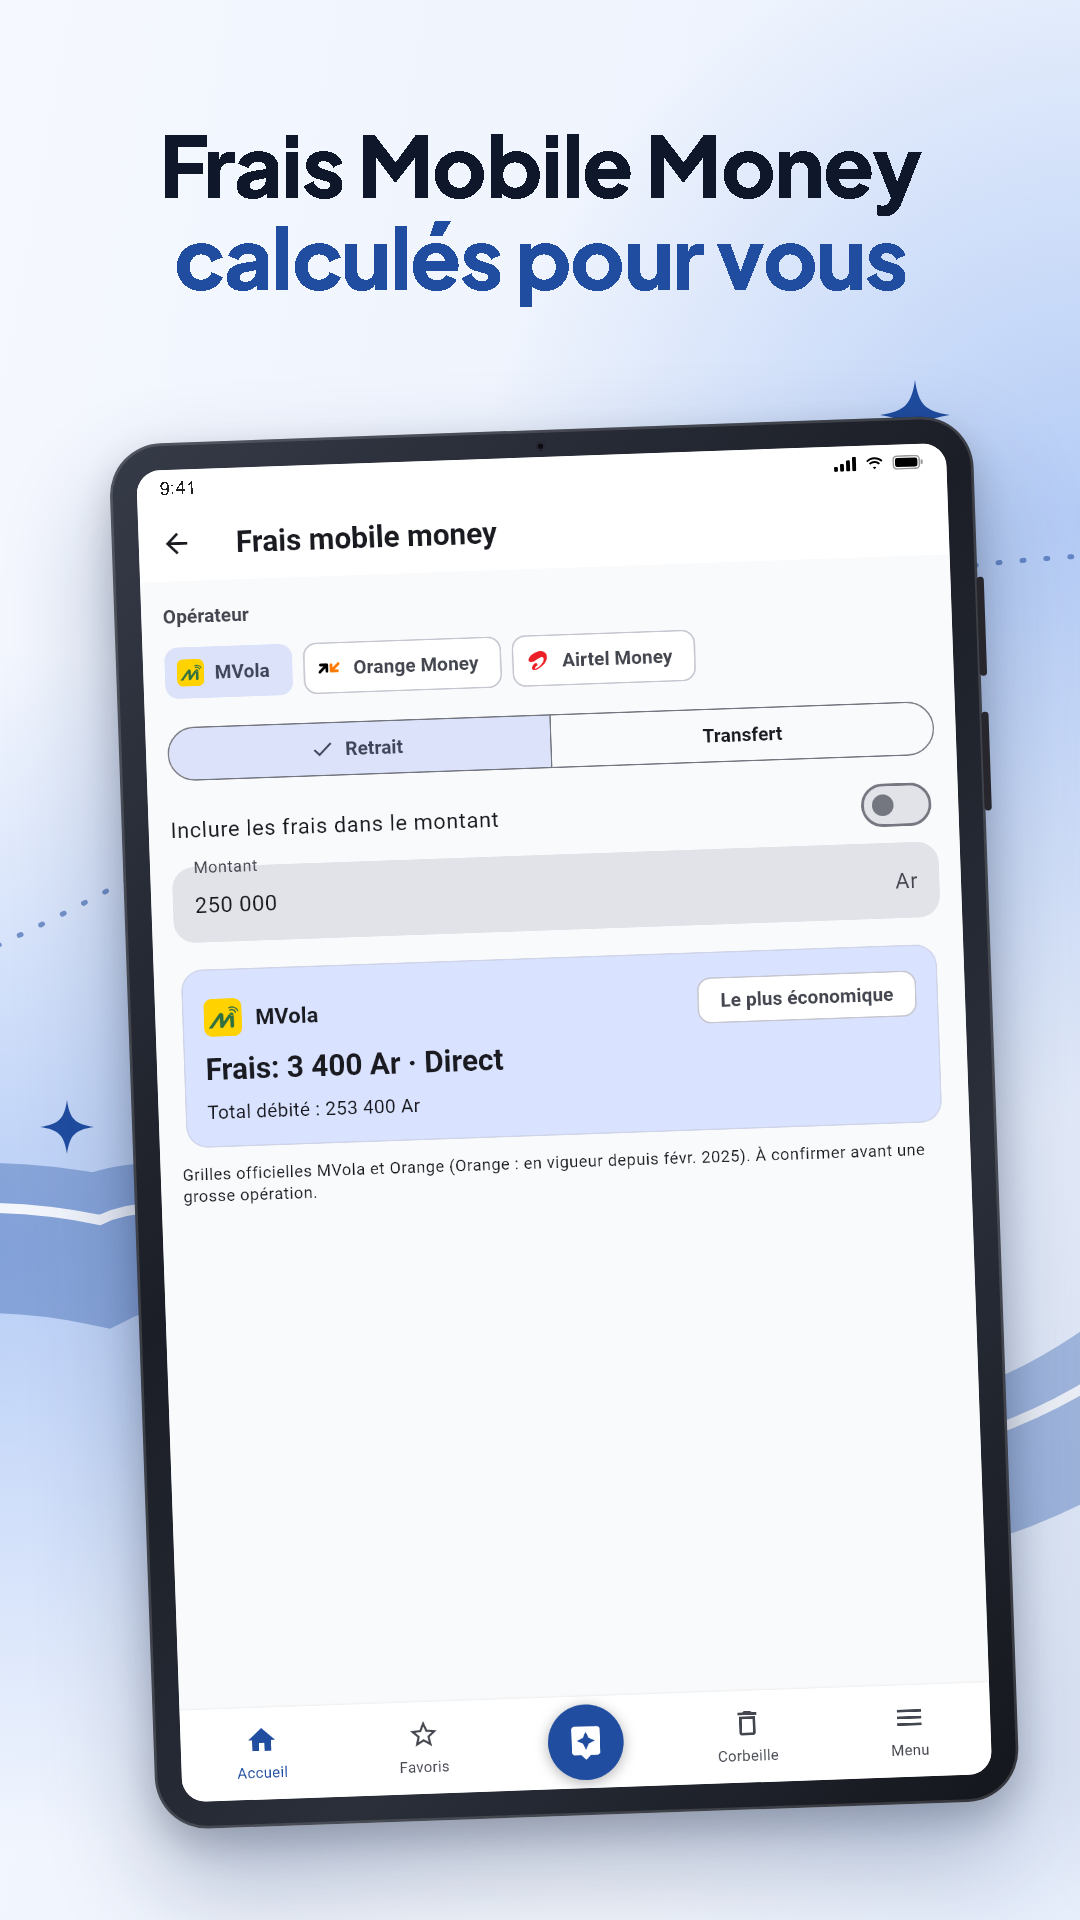 Frais Mobile Money
calculés pour vous
9:41
Frais mobile money
Opérateur
MVola
Orange Money
Airtel Money
Retrait
Transfert
Inclure les frais dans le montant
Montant
250 000
Ar
MVola
Le plus économique
Frais: 3 400 Ar · Direct
Total débité : 253 400 Ar
Grilles officielles MVola et Orange (Orange : en vigueur depuis févr. 2025). À confirmer avant une
grosse opération.
Accueil
Favoris
Corbeille
Menu